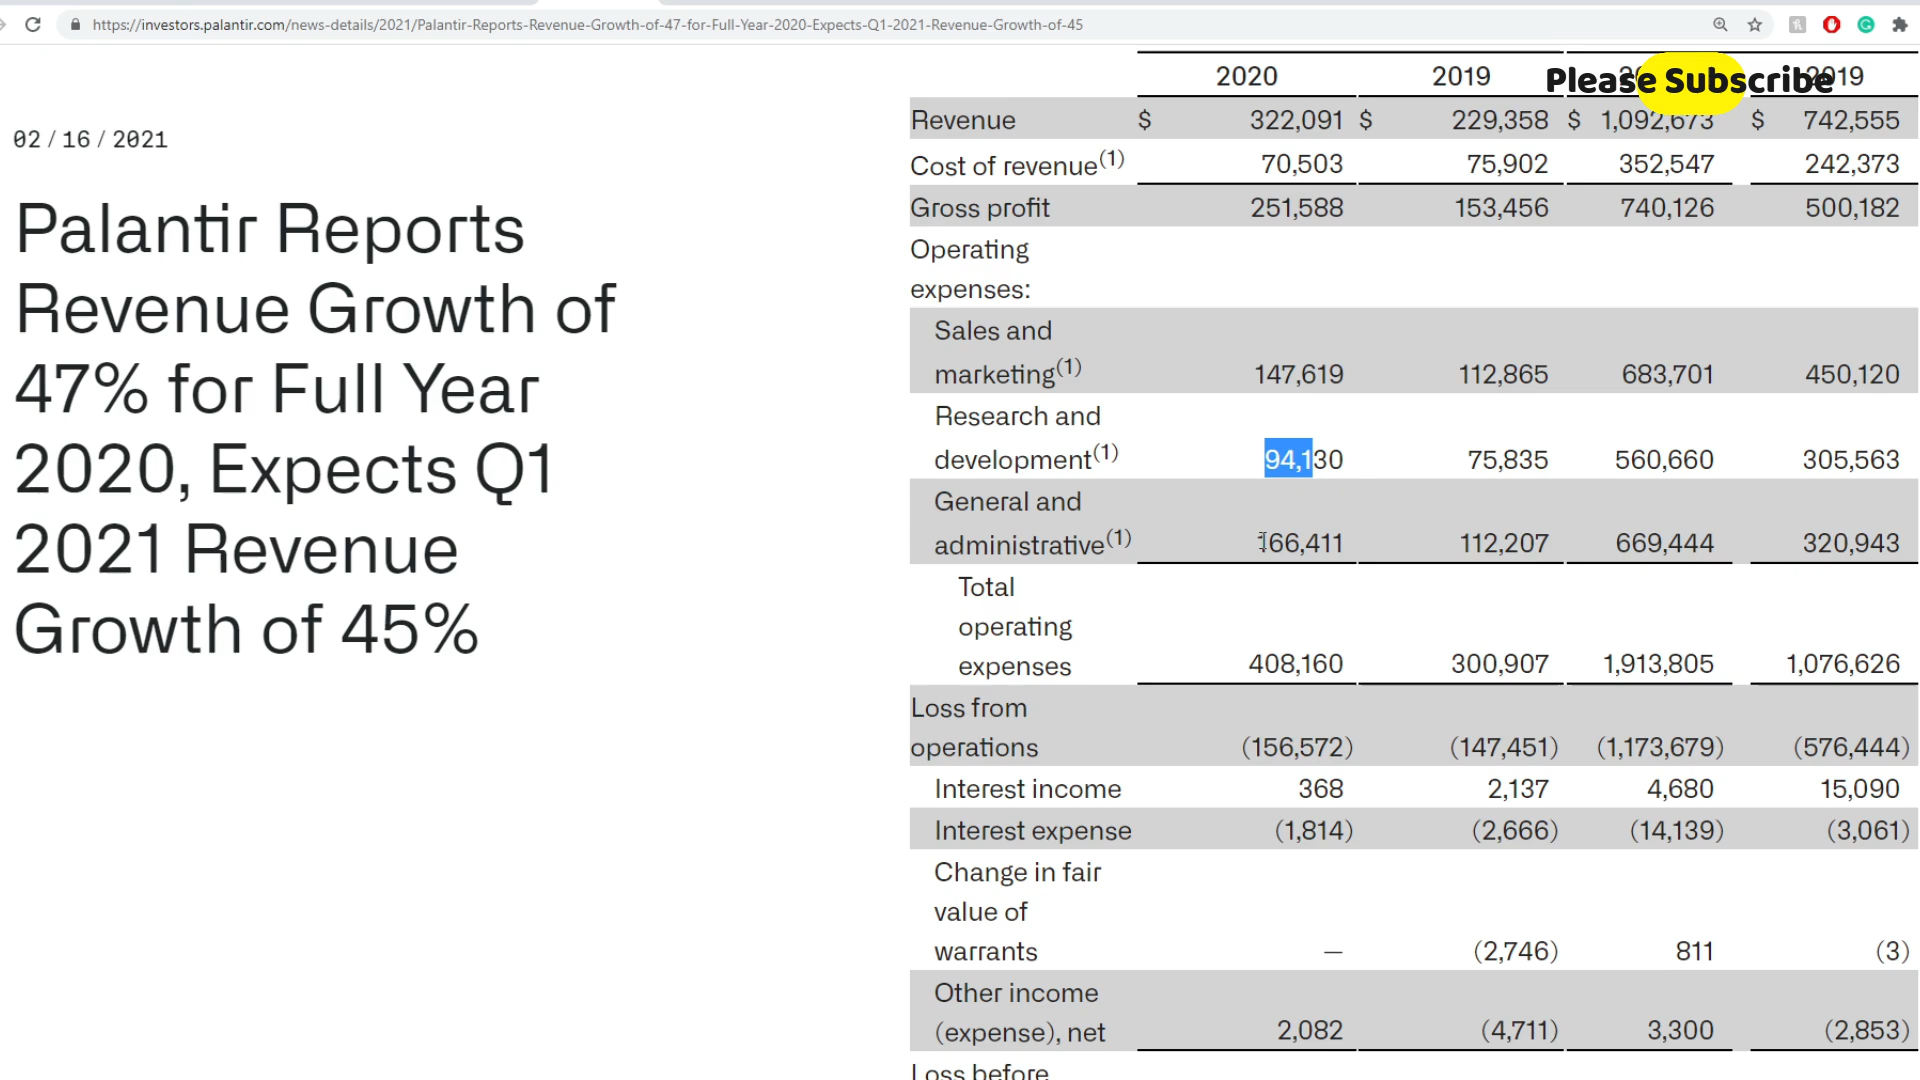 https://investors.palantir.com/news-details/2021/Palantir-Reports-Revenue-Growth-of-47-for-Full-Year-2020-Expects-Q1-2021-Revenue-Growth-of-45
02 / 16 / 2021
Palantir Reports
Revenue Growth of
47% for Full Year
2020, Expects Q1
2021 Revenue
Growth of 45%
Please Subscribe
2020 2019 2019
Revenue $ 322,091 $ 229,358 $ 1,092,673 $ 742,555
Cost of revenue(1) 70,503 75,902 352,547 242,373
Gross profit 251,588 153,456 740,126 500,182
Operating
expenses:
Sales and
marketing(1) 147,619 112,865 683,701 450,120
Research and
development(1) 94,130 75,835 560,660 305,563
General and
administrative(1) 166,411 112,207 669,444 320,943
Total
operating
expenses 408,160 300,907 1,913,805 1,076,626
Loss from
operations (156,572) (147,451) (1,173,679) (576,444)
Interest income 368 2,137 4,680 15,090
Interest expense (1,814) (2,666) (14,139) (3,061)
Change in fair
value of
warrants — (2,746) 811 (3)
Other income
(expense), net 2,082 (4,711) 3,300 (2,853)
Loss before